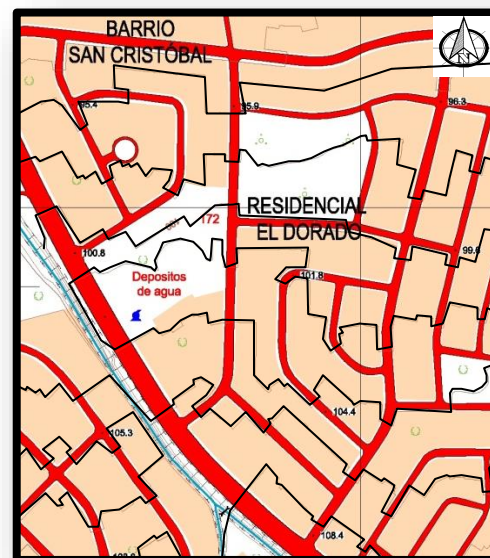 BARRIO
SAN CRISTÓBAL
N
95.4
95.9
96.3
172
RESIDENCIAL
EL DORADO
100.8
99.8
Depositos
de agua
101.8
104.4
105.3
108.4